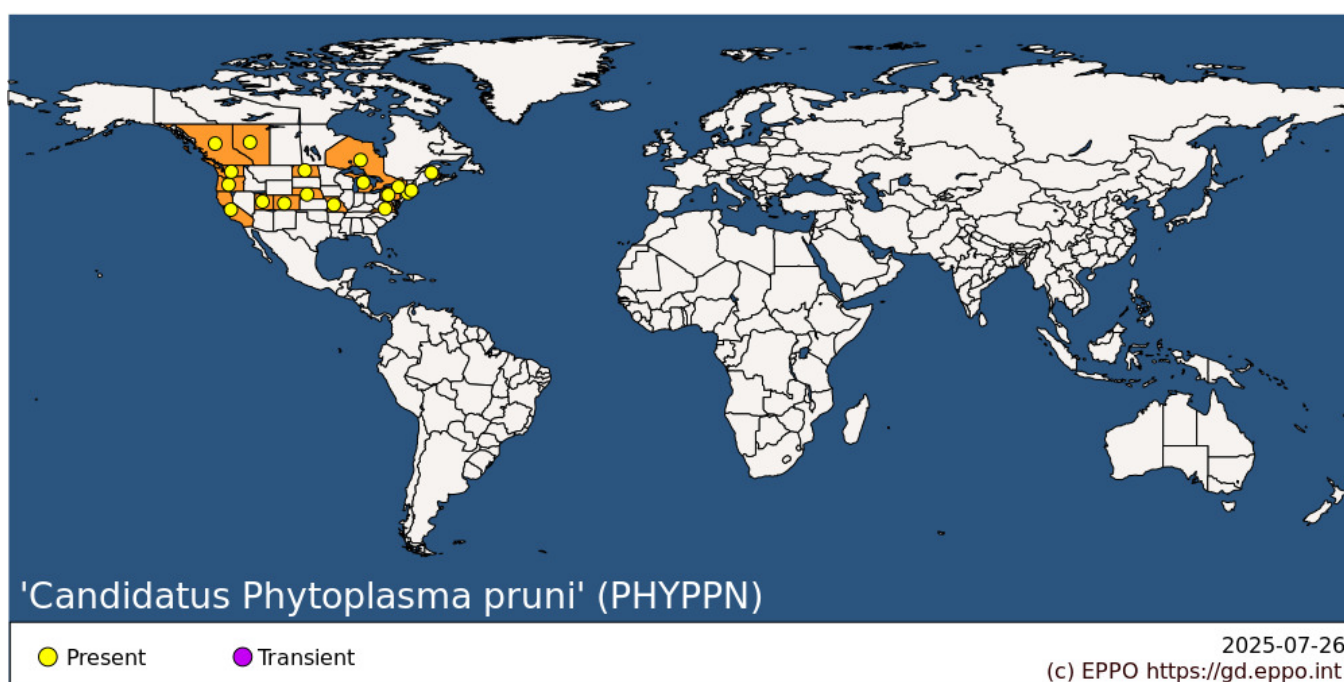 'Candidatus Phytoplasma pruni' (PHYPPN)
Present
Transient
2025-07-26
(c) EPPO https://gd.eppo.int